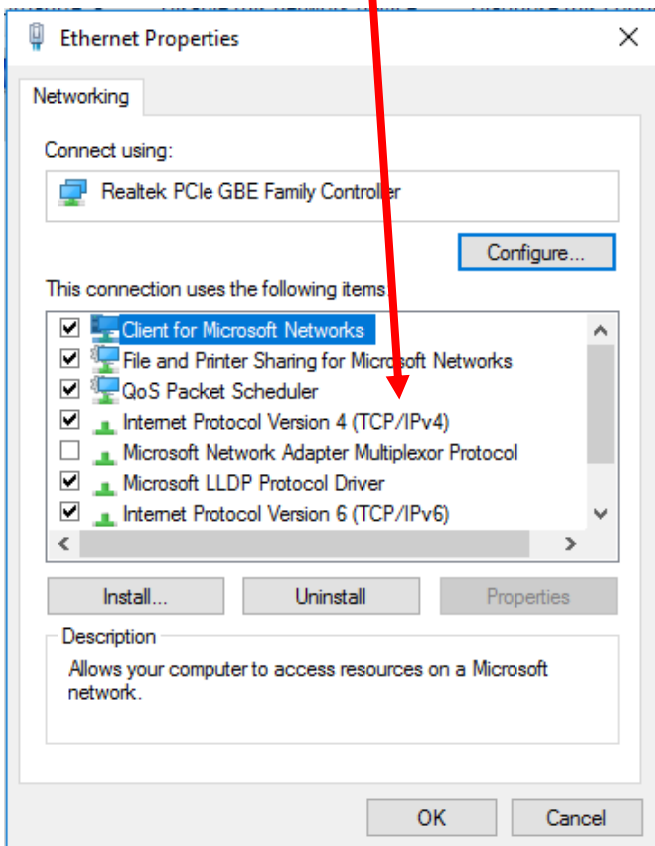 Ethernet Properties
Networking
Connect using:
Realtek PCIe GBE Family Controller
Configure...
This connection uses the following items:
Client for Microsoft Networks
File and Printer Sharing for Microsoft Networks
QoS Packet Scheduler
Internet Protocol Version 4 (TCP/IPv4)
Microsoft Network Adapter Multiplexor Protocol
Microsoft LLDP Protocol Driver
Internet Protocol Version 6 (TCP/IPv6)
Install... Uninstall Properties
Description
Allows your computer to access resources on a Microsoft
network.
OK Cancel